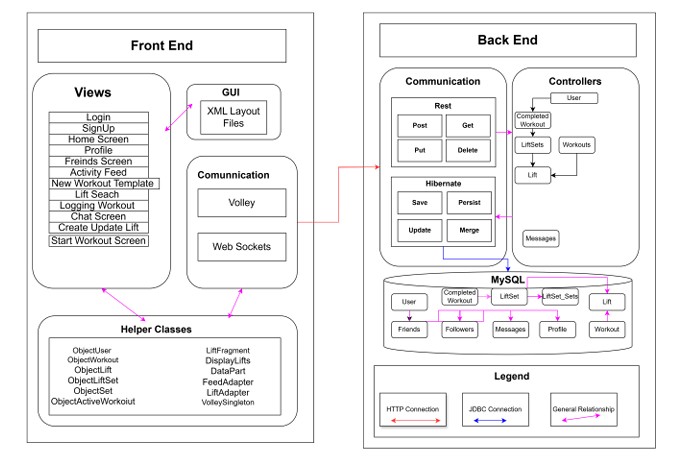 Front End
Views
Login
SignUp
Home Screen
Profile
Freinds Screen
Activity Feed
New Workout Template
Lift Seach
Logging Workout
Chat Screen
Create Update Lift
Start Workout Screen
GUI
XML Layout
Files
Comunnication
Volley
Web Sockets
Helper Classes
ObjectUser
ObjectWorkout
ObjectLift
ObjectLiftSet
ObjectSet
ObjectActiveWorkoiut
LiftFragment
DisplayLifts
DataPart
FeedAdapter
LiftAdapter
VolleySingleton
Back End
Communication
Rest
Post
Get
Put
Delete
Hibernate
Save
Persist
Update
Merge
Controllers
User
Completed
Workout
LiftSets
Workouts
Lift
Messages
MySQL
User
Completed
Workout
LiftSet
LiftSet_Sets
Lift
Friends
Followers
Messages
Profile
Workout
Legend
HTTP Connection
JDBC Connection
General Relationship